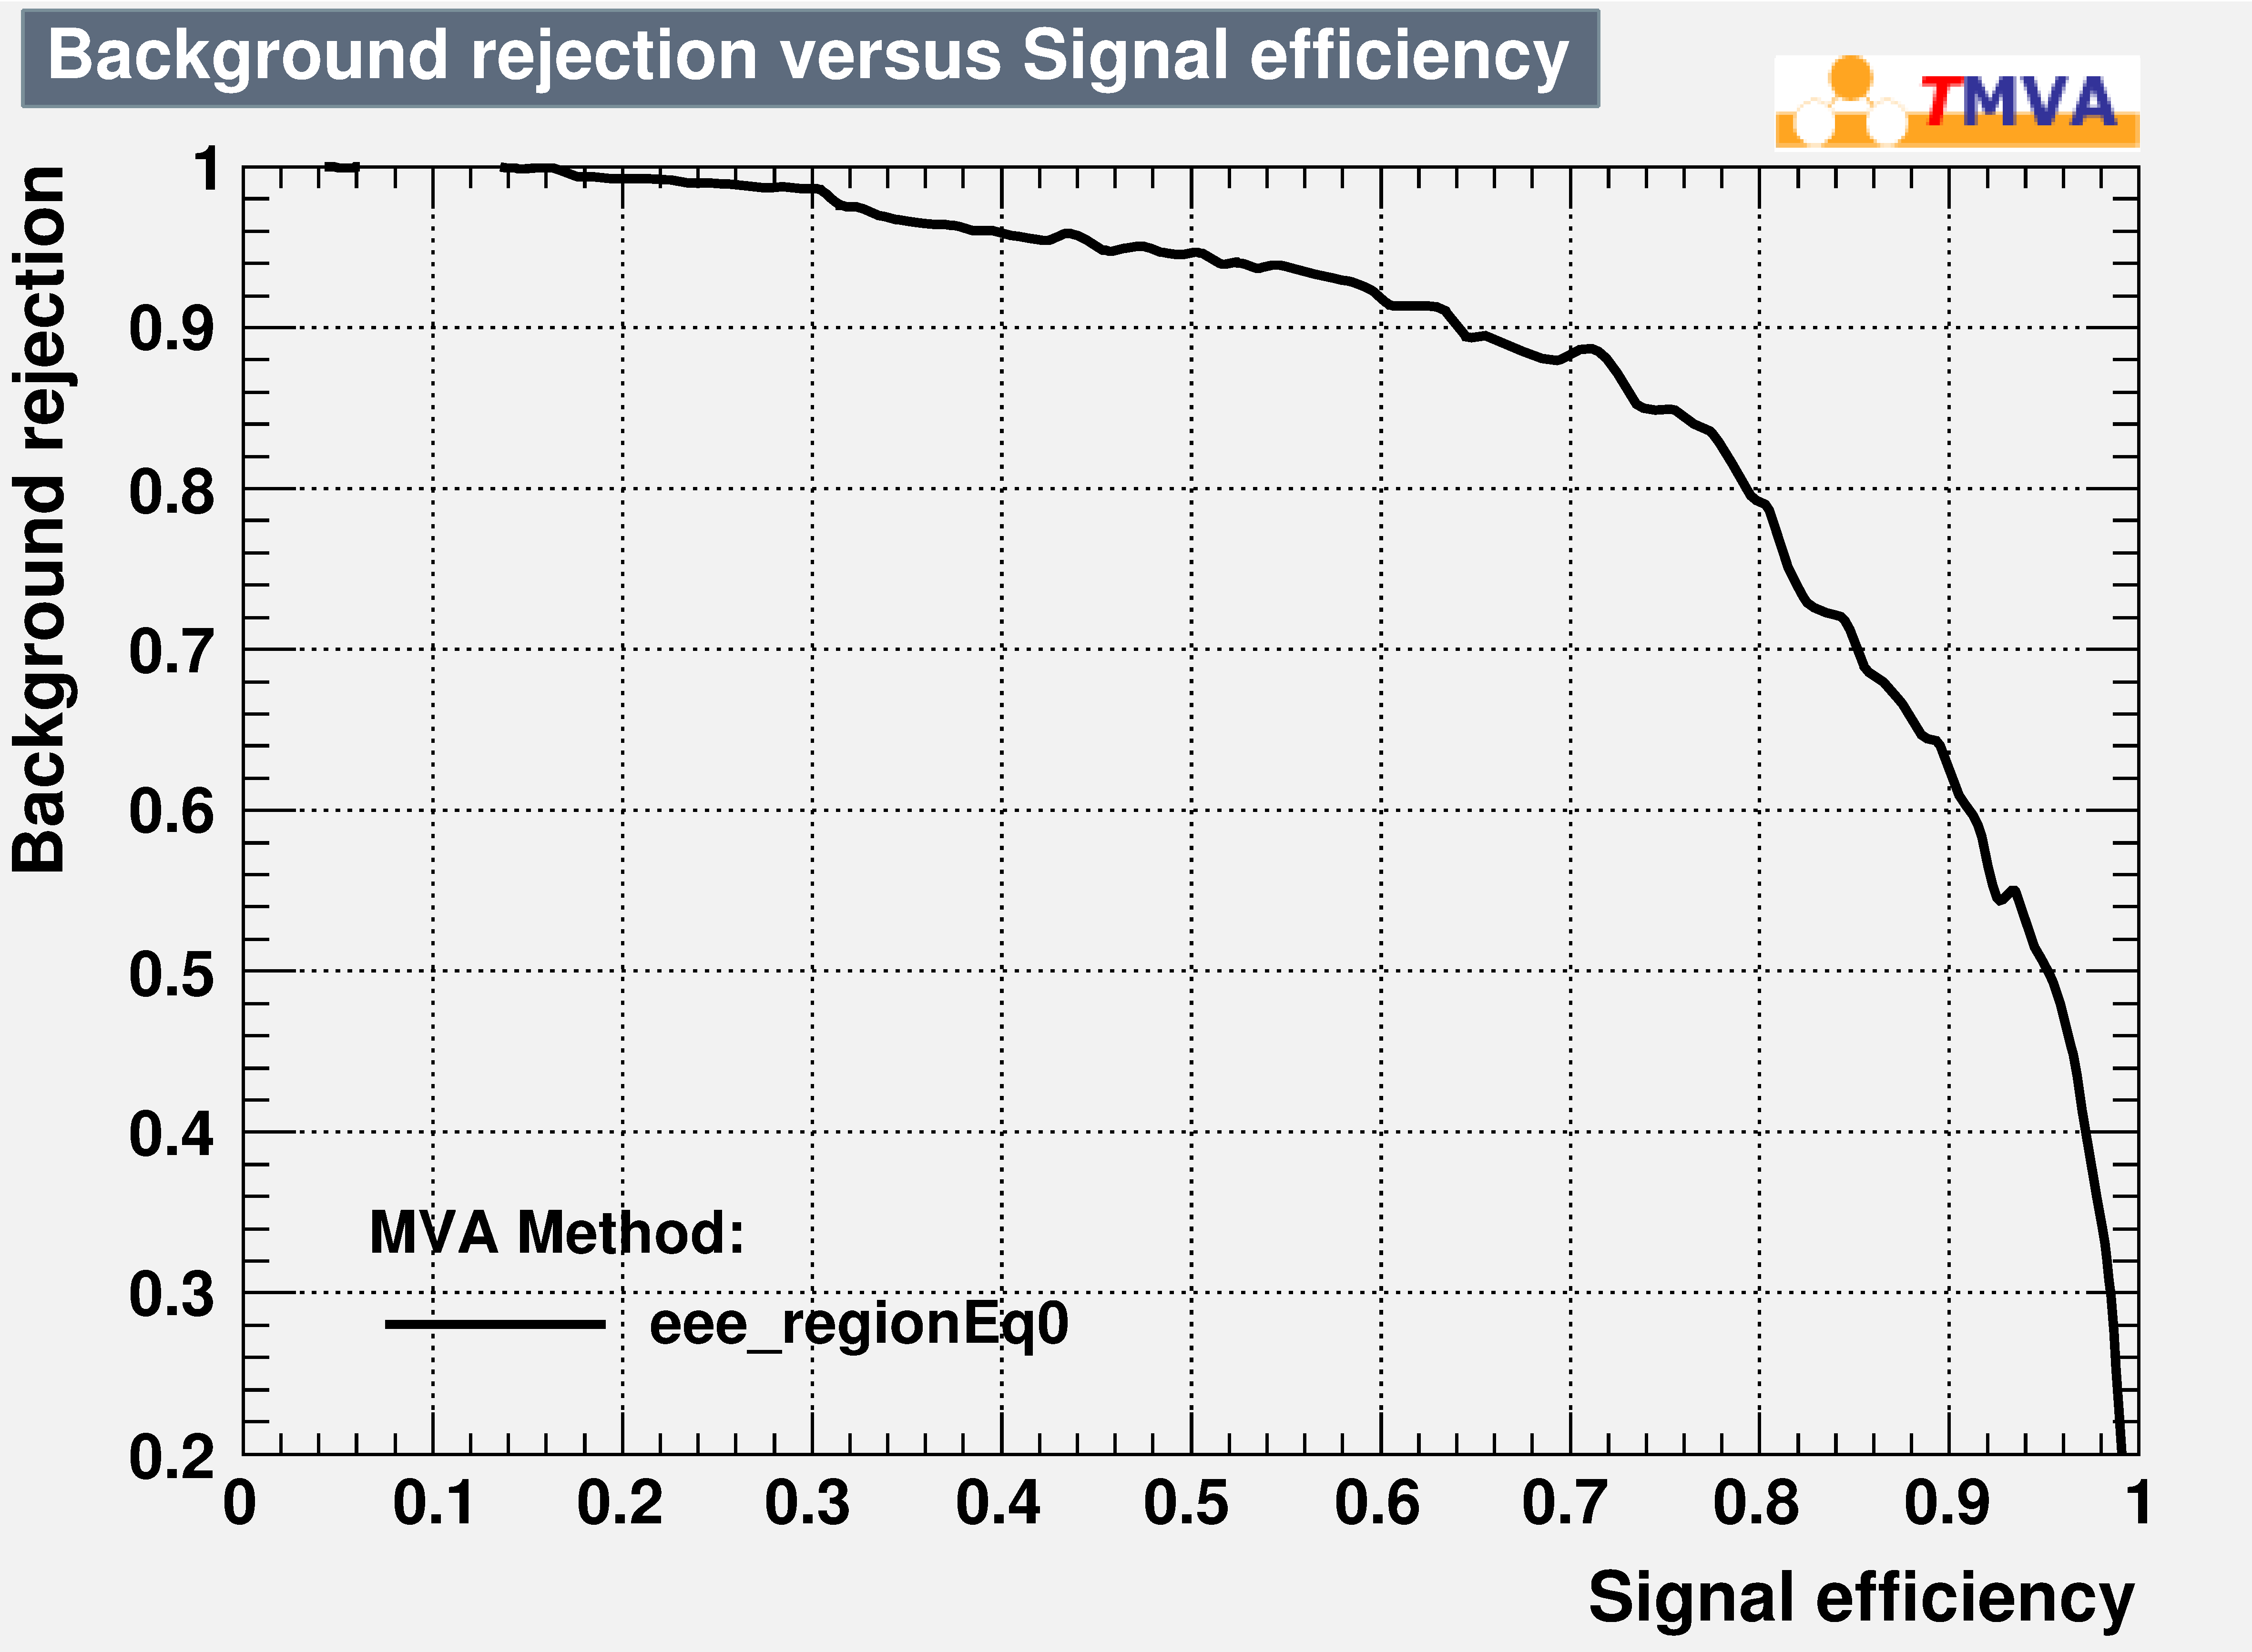 Background rejection versus Signal efficiency
TMVA
Background rejection
1
0.9
0.8
0.7
0.6
0.5
0.4
0.3
0.2
MVA Method:
eee_regionEq0
0 0.1 0.2 0.3 0.4 0.5 0.6 0.7 0.8 0.9 1
Signal efficiency